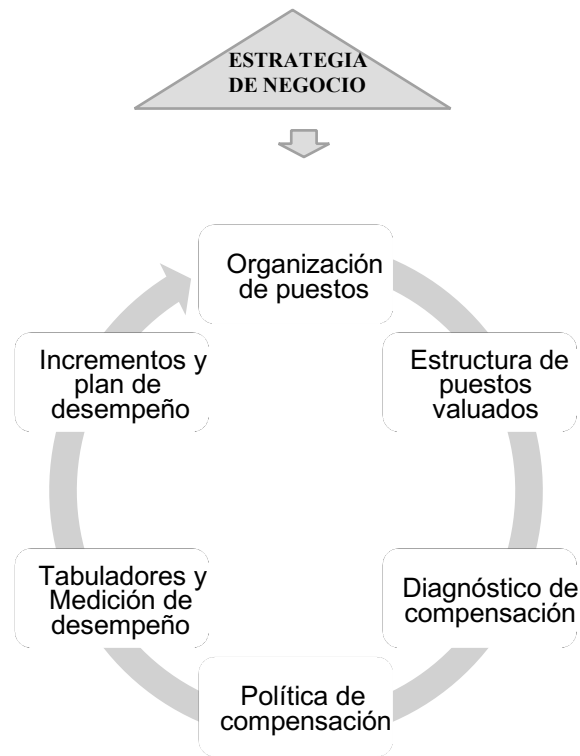 ESTRATEGIA
DE NEGOCIO
Organización
de puestos
Estructura de
puestos
valuados
Diagnóstico de
compensación
Política de
compensación
Tabuladores y
Medición de
desempeño
Incrementos y
plan de
desempeño